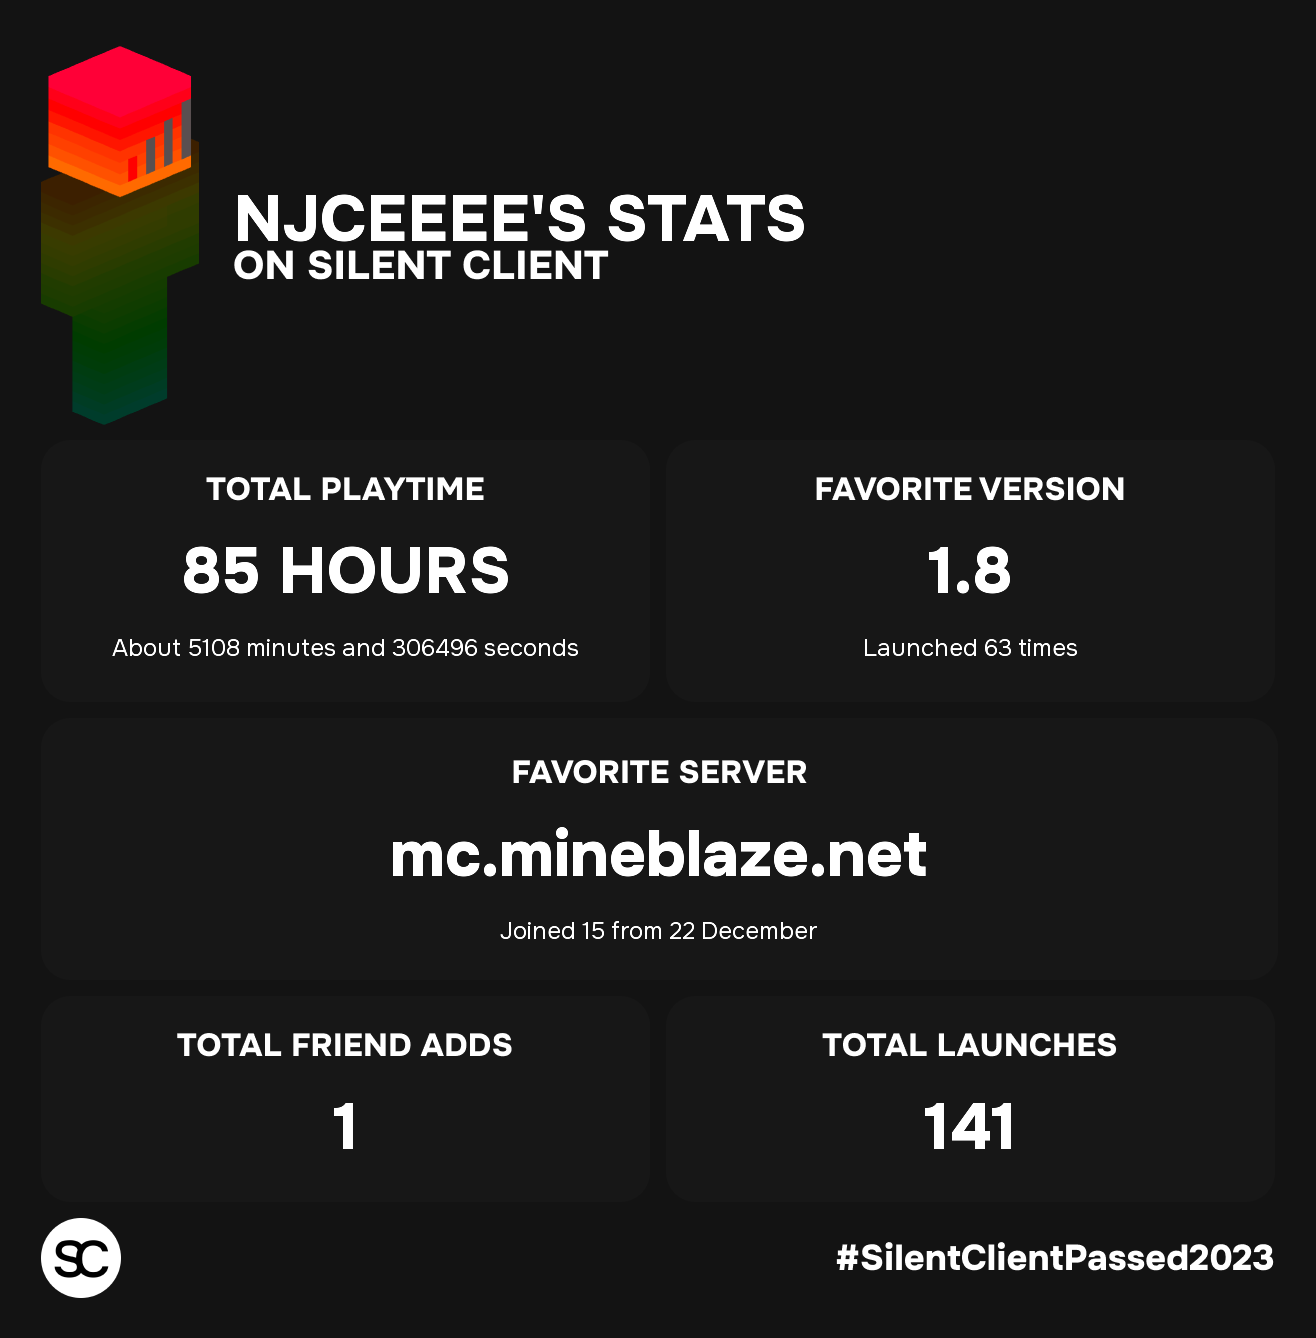 NJCEEEE'S STATS
ON SILENT CLIENT
TOTAL PLAYTIME
85 HOURS
About 5108 minutes and 306496 seconds
FAVORITE VERSION
1.8
Launched 63 times
FAVORITE SERVER
mc.mineblaze.net
Joined 15 from 22 December
TOTAL FRIEND ADDS
1
TOTAL LAUNCHES
141
SC
#SilentClientPassed2023